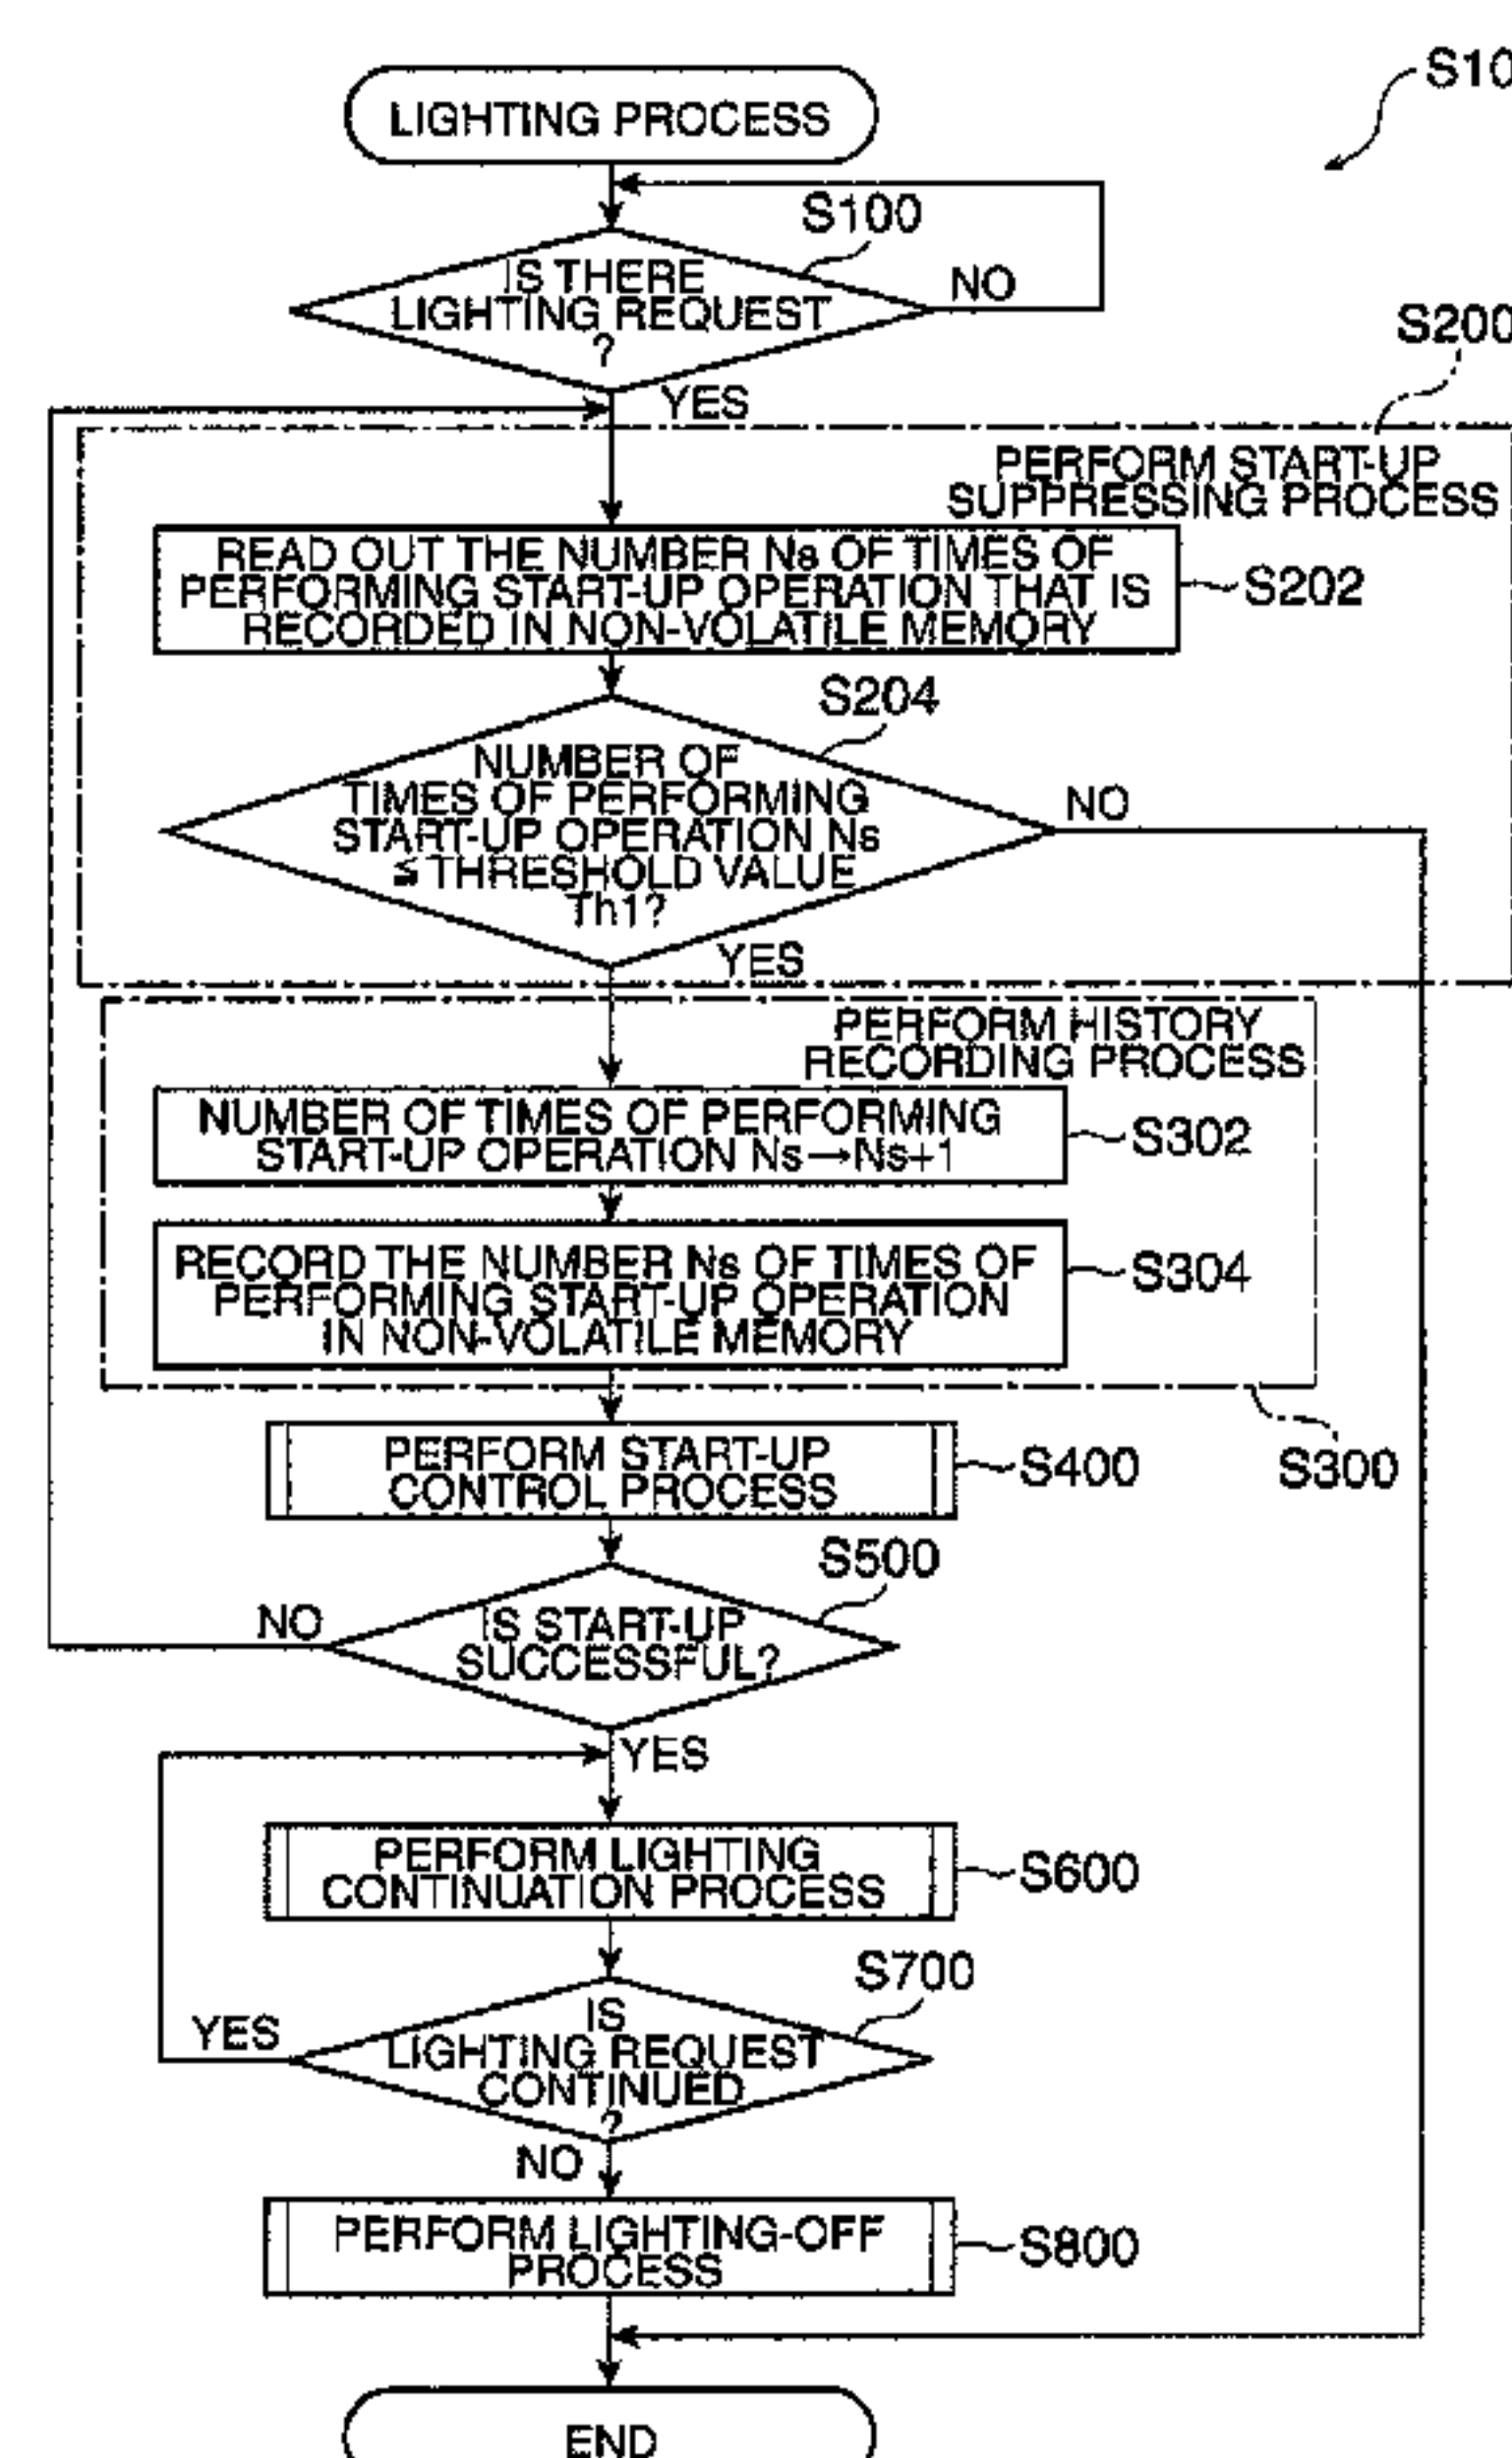 S10
LIGHTING PROCESS
S100
IS THERE
LIGHTING REQUEST
?
NO
YES
S200
PERFORM START-UP
SUPPRESSING PROCESS
READ OUT THE NUMBER Ns OF TIMES OF
PERFORMING START-UP OPERATION THAT IS
RECORDED IN NON-VOLATILE MEMORY
S202
S204
NUMBER OF
TIMES OF PERFORMING
START-UP OPERATION Ns
≦THRESHOLD VALUE
Th1?
NO
YES
PERFORM HISTORY
RECORDING PROCESS
NUMBER OF TIMES OF PERFORMING
START-UP OPERATION Ns→Ns+1
S302
RECORD THE NUMBER Ns OF TIMES OF
PERFORMING START-UP OPERATION
IN NON-VOLATILE MEMORY
S304
S300
PERFORM START-UP
CONTROL PROCESS
S400
S500
IS START-UP
SUCCESSFUL?
NO
YES
PERFORM LIGHTING
CONTINUATION PROCESS
S600
S700
IS
LIGHTING REQUEST
CONTINUED
?
YES
NO
PERFORM LIGHTING-OFF
PROCESS
S800
END